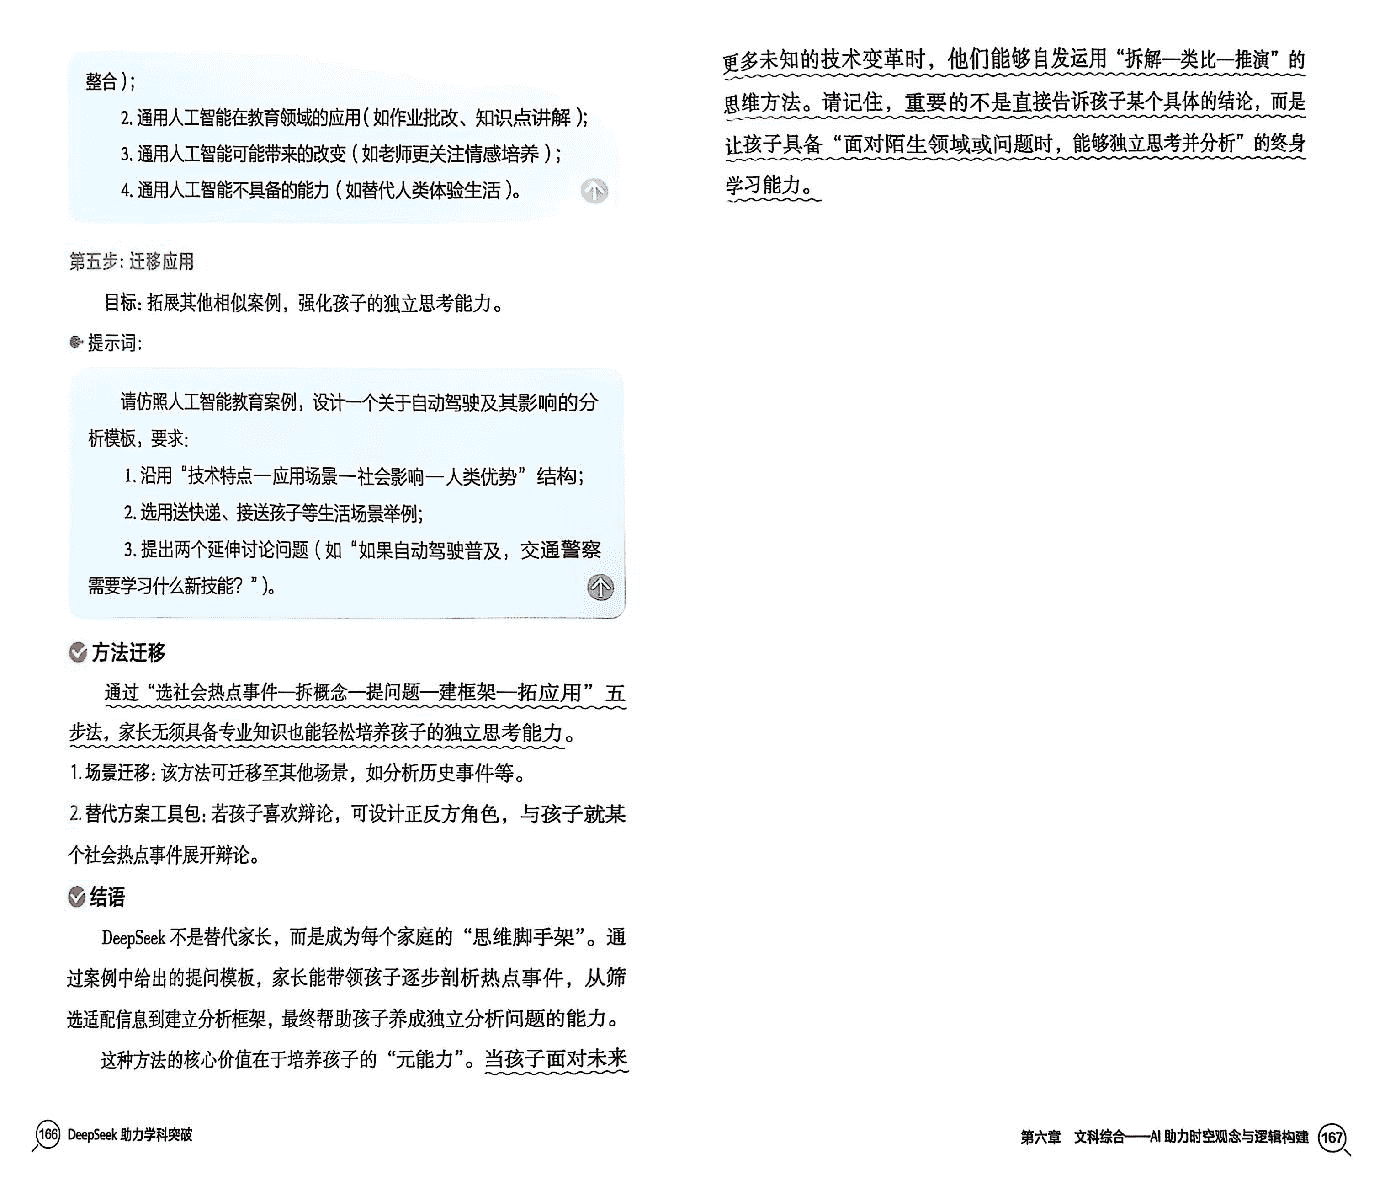 整合）；
2. 通用人工智能在教育领域的应用（如作业批改、知识点讲解）；
3. 通用人工智能可能带来的改变（如老师更关注情感培养）；
4. 通用人工智能不具备的能力（如替代人类体验生活）。
第五步：迁移应用
目标：拓展其他相似案例，强化孩子的独立思考能力。
提示词：
请仿照人工智能教育案例，设计一个关于自动驾驶及其影响的分
析模板，要求：
1. 沿用“技术特点—应用场景—社会影响—人类优势”结构；
2. 选用送快递、接送孩子等生活场景举例；
3. 提出两个延伸讨论问题（如“如果自动驾驶普及，交通警察
需要学习什么新技能？”）。
方法迁移
通过“选社会热点事件—拆概念—提问题—建框架—拓应用”五
步法，家长无须具备专业知识也能轻松培养孩子的独立思考能力。
1. 场景迁移：该方法可迁移至其他场景，如分析历史事件等。
2. 替代方案工具包：若孩子喜欢辩论，可设计正反方角色，与孩子就某
个社会热点事件展开辩论。
结语
DeepSeek 不是替代家长，而是成为每个家庭的“思维脚手架”。通
过案例中给出的提问模板，家长能带领孩子逐步剖析热点事件，从筛
选适配信息到建立分析框架，最终帮助孩子养成独立分析问题的能力。
这种方法的核心价值在于培养孩子的“元能力”。当孩子面对未来
166 DeepSeek 助力学科突破
更多未知的技术变革时，他们能够自发运用“拆解—类比—推演”的
思维方法。请记住，重要的不是直接告诉孩子某个具体的结论，而是
让孩子具备“面对陌生领域或问题时，能够独立思考并分析”的终身
学习能力。
第六章 文科综合——AI 助力时空观念与逻辑构建 167